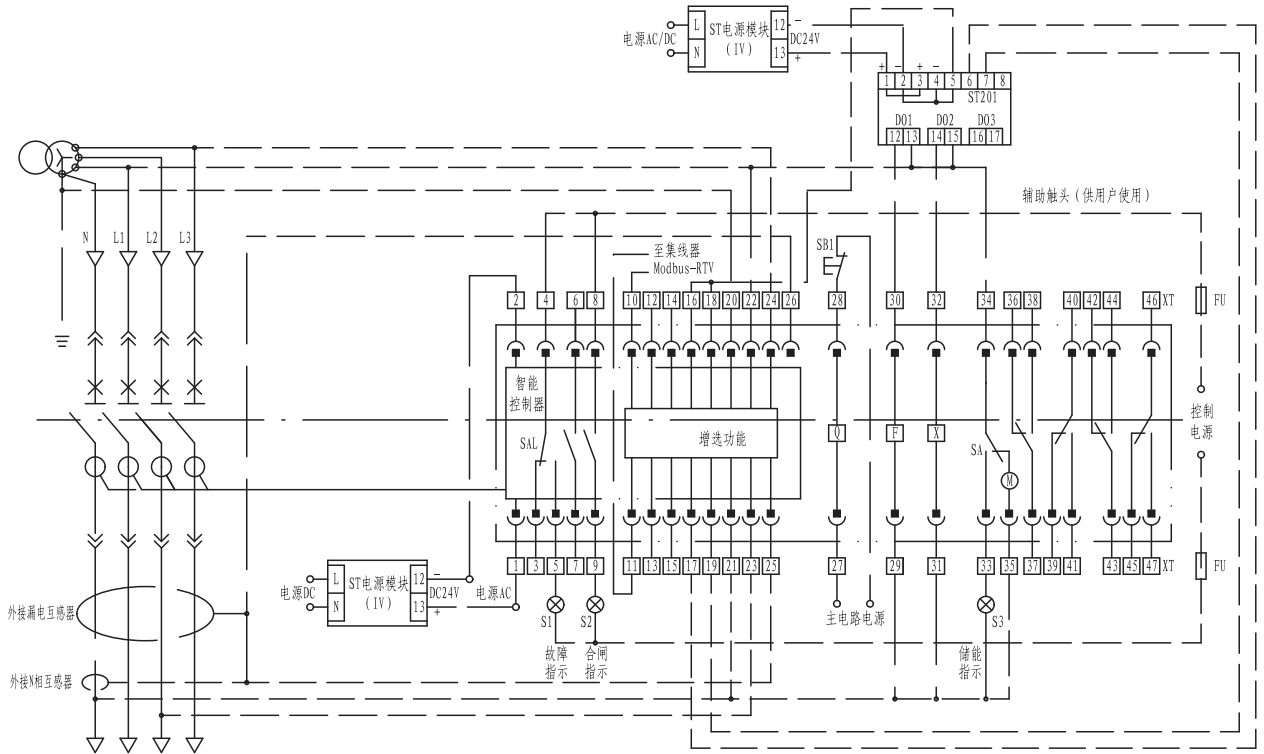 电源AC/DC
L
N
ST电源模块
(IV)
12
13
−
+
DC24V
+ − + −
1 2 3 4 5 6 7 8
ST201
DO1 DO2 DO3
12 13 14 15 16 17
辅助触头(供用户使用)
N L1 L2 L3
至集线器
Modbus-RTV
SB1
2 4 6 8 10 12 14 16 18 20 22 24 26 28 30 32 34 36 38 40 42 44 46 XT
FU
智能
控制器
SAL
增选功能
Q F X
SA
M
控制
电源
1 3 5 7 9 11 13 15 17 19 21 23 25 27 29 31 33 35 37 39 41 43 45 47 XT
FU
电源DC
L
N
ST电源模块
(IV)
12
13
−
+
DC24V
电源AC
S1 S2 S3
外接漏电互感器
主电路电源
故障
指示
合闸
指示
储能
指示
外接N相互感器